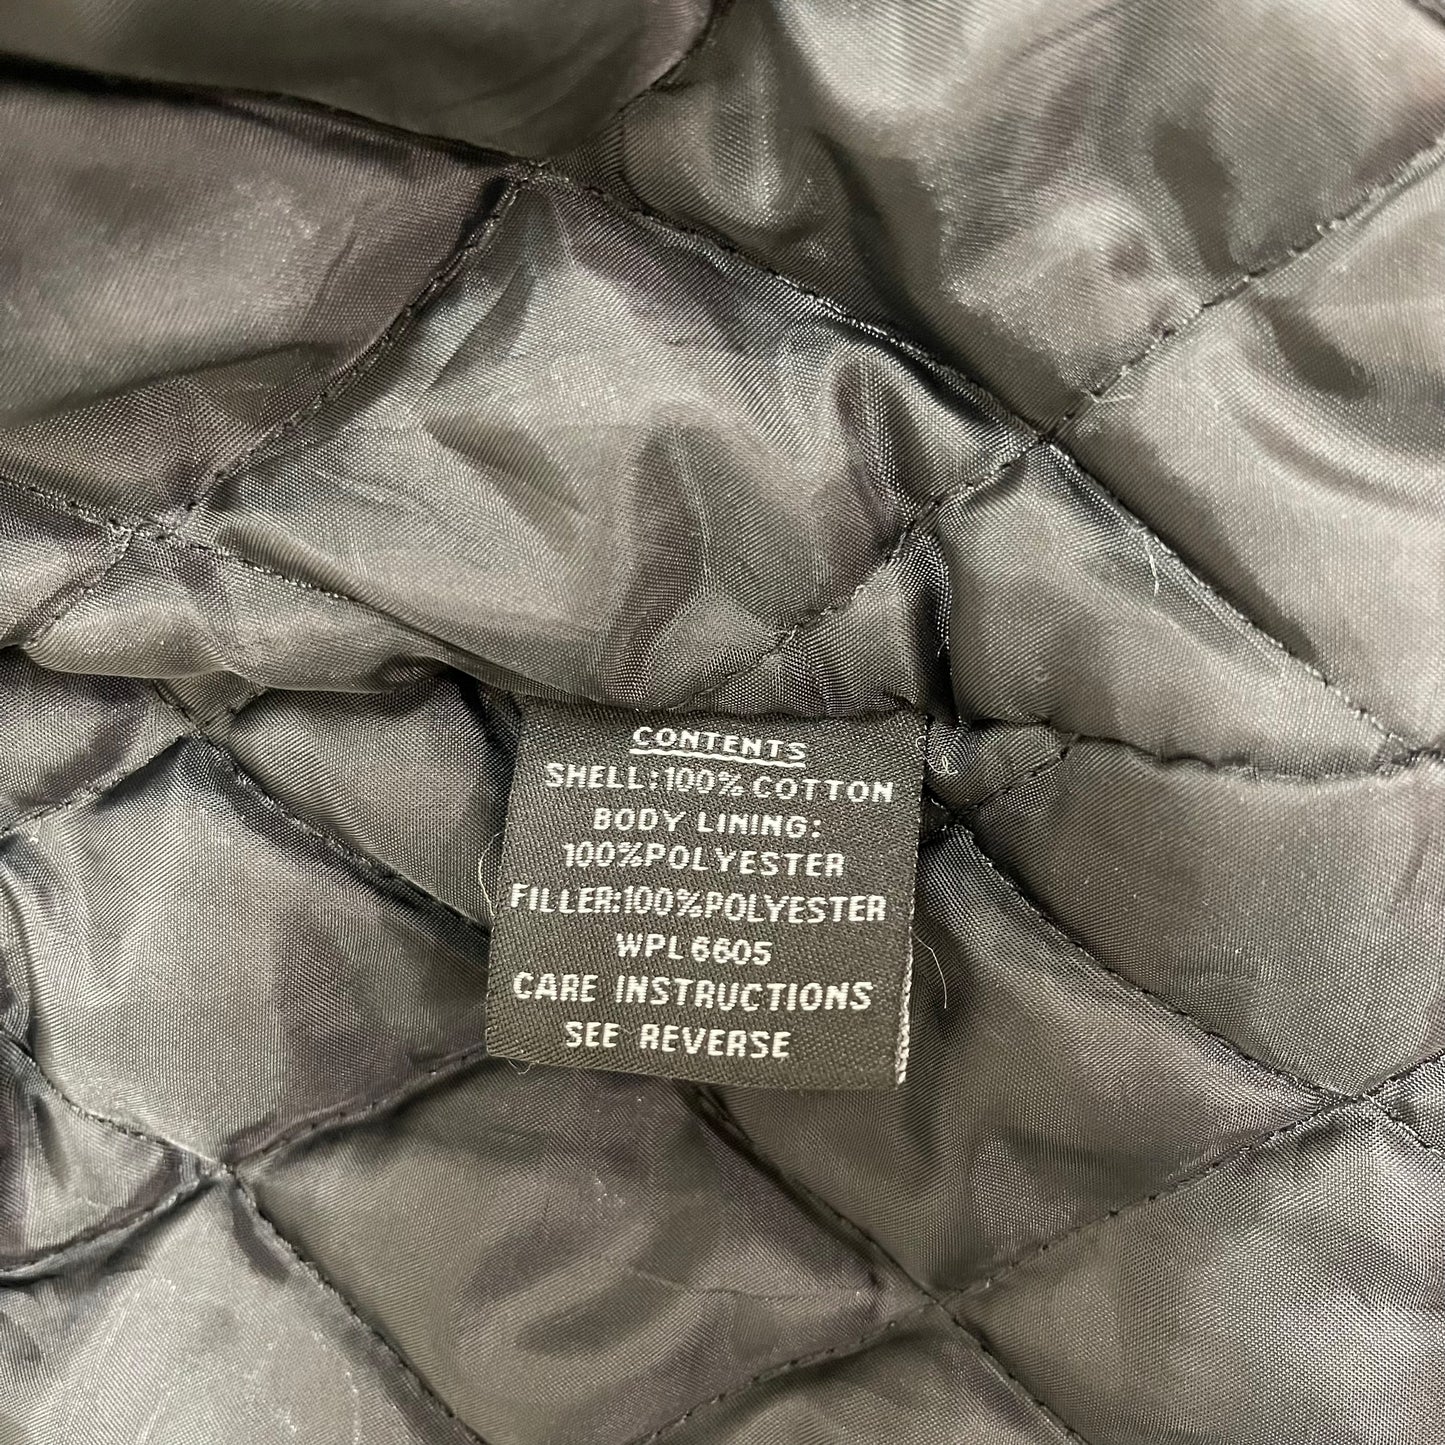 CONTENTS
SHELL:100% COTTON
BODY LINING:
100%POLYESTER
FILLER:100%POLYESTER
WPL 6605
CARE INSTRUCTIONS
SEE REVERSE